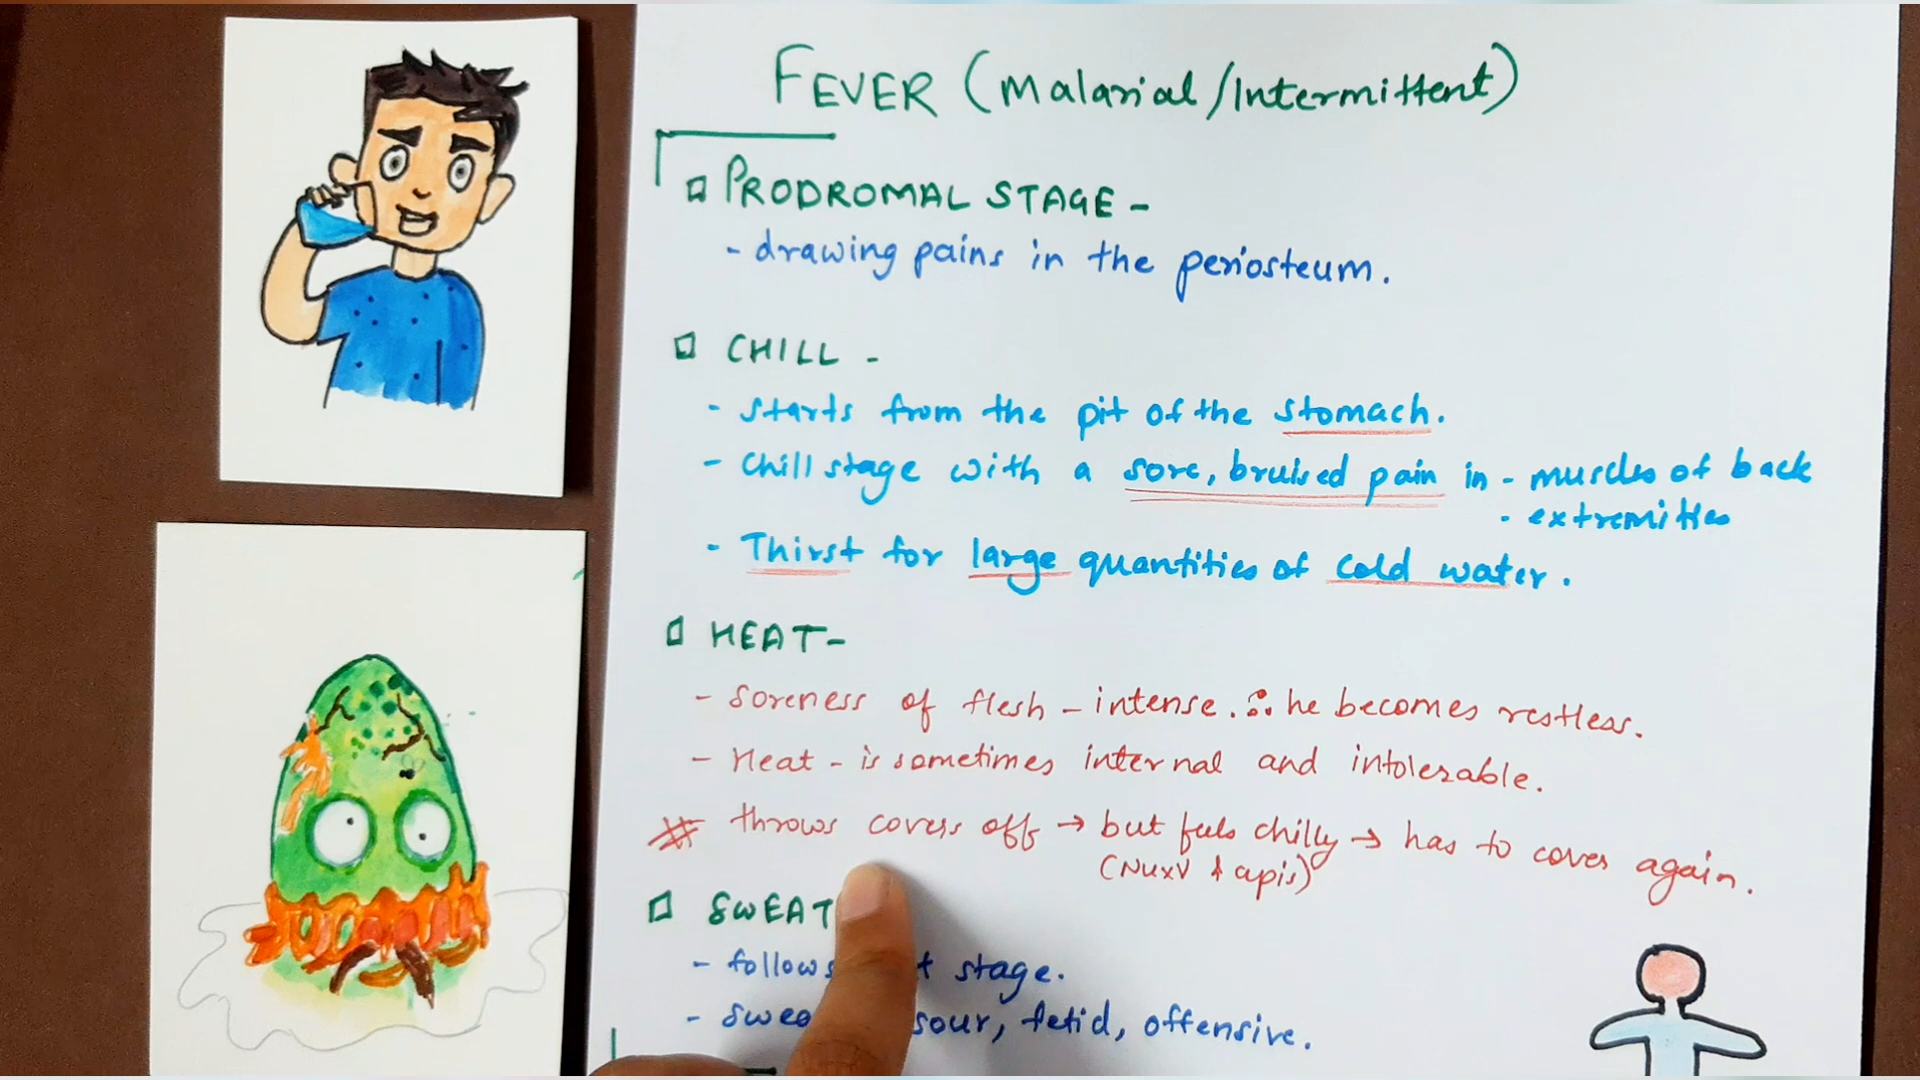 FEVER (Malarial/Intermittent)
PRODROMAL STAGE -
- drawing pains in the periosteum.
CHILL -
- starts from the pit of the stomach.
- Chill stage with a sore, bruised pain in - muscles of back
- extremities
- Thirst for large quantities of cold water.
HEAT -
- Soreness of flesh - intense. ∴ he becomes restless.
- Heat - is sometimes internal and intolerable.
throws covers off → but feels chilly → has to cover again.
(NuxV & apis)
SWEAT
- follows stage.
- sour, fetid, offensive.